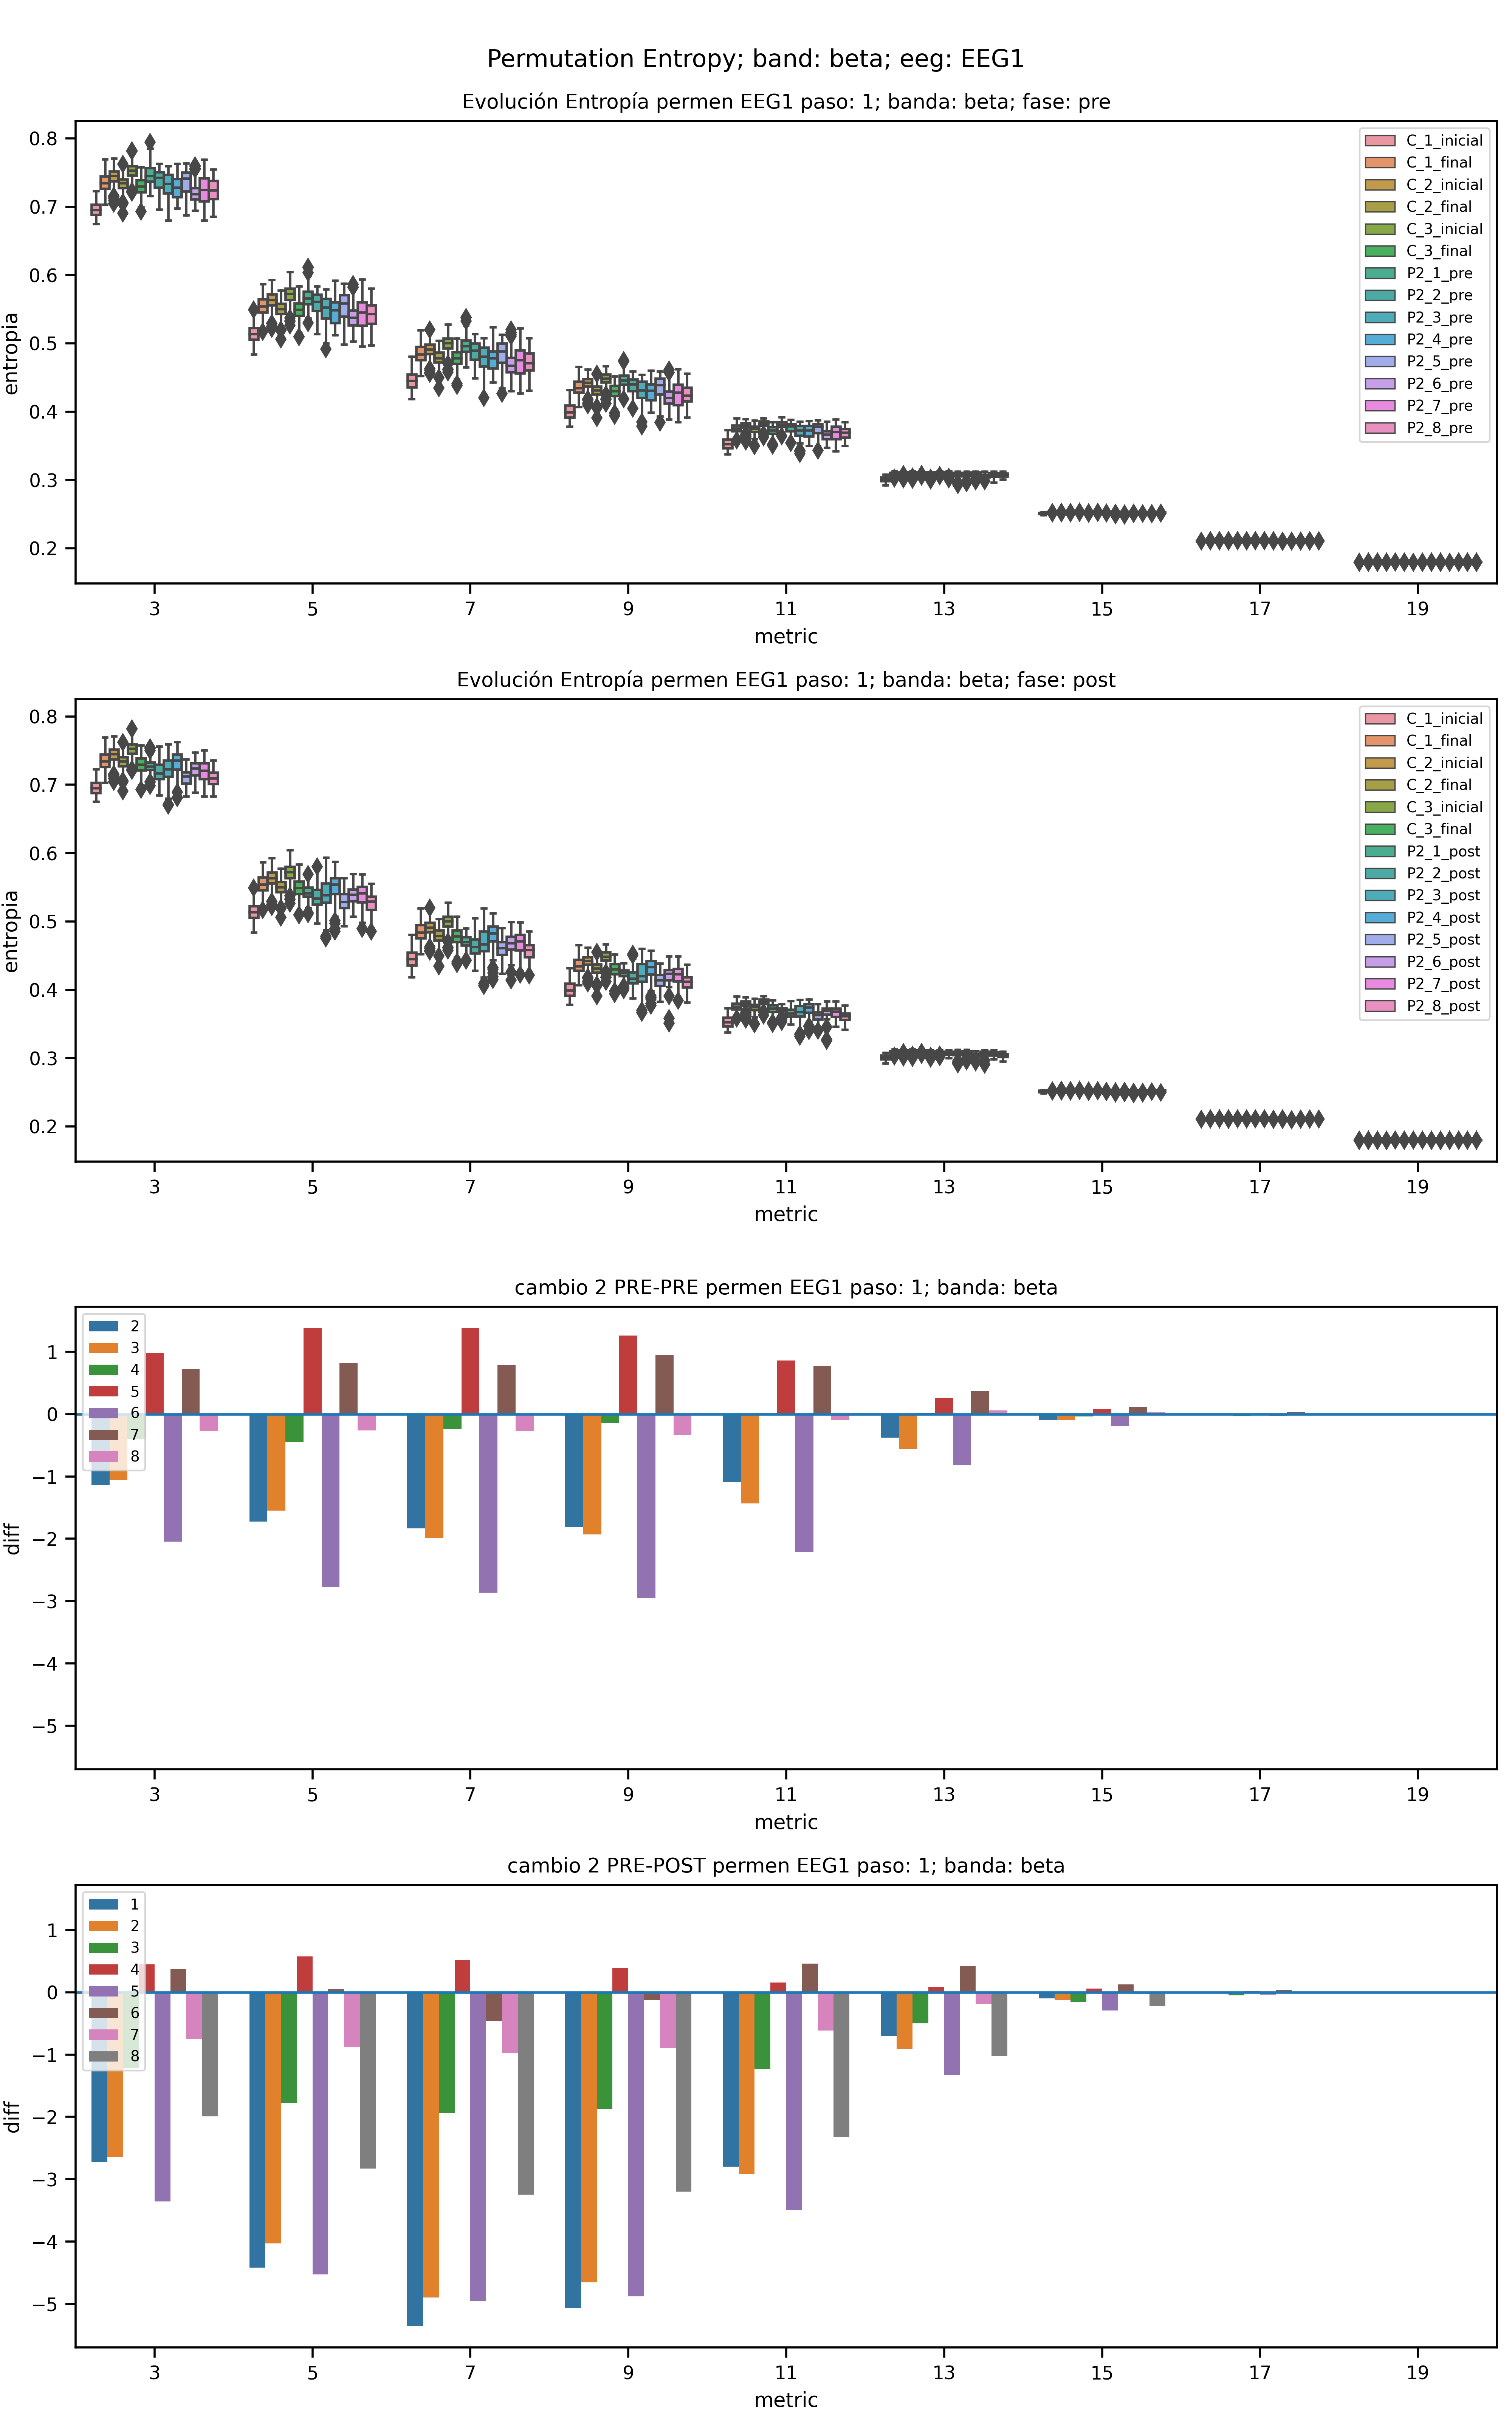 Permutation Entropy; band: beta; eeg: EEG1
Evolución Entropía permen EEG1 paso: 1; banda: beta; fase: pre
entropia
0.8
0.7
0.6
0.5
0.4
0.3
0.2
C_1_inicial
C_1_final
C_2_inicial
C_2_final
C_3_inicial
C_3_final
P2_1_pre
P2_2_pre
P2_3_pre
P2_4_pre
P2_5_pre
P2_6_pre
P2_7_pre
P2_8_pre
3 5 7 9 11 13 15 17 19
metric
Evolución Entropía permen EEG1 paso: 1; banda: beta; fase: post
entropia
0.8
0.7
0.6
0.5
0.4
0.3
0.2
C_1_inicial
C_1_final
C_2_inicial
C_2_final
C_3_inicial
C_3_final
P2_1_post
P2_2_post
P2_3_post
P2_4_post
P2_5_post
P2_6_post
P2_7_post
P2_8_post
3 5 7 9 11 13 15 17 19
metric
cambio 2 PRE-PRE permen EEG1 paso: 1; banda: beta
diff
1
0
−1
−2
−3
−4
−5
2
3
4
5
6
7
8
3 5 7 9 11 13 15 17 19
metric
cambio 2 PRE-POST permen EEG1 paso: 1; banda: beta
diff
1
0
−1
−2
−3
−4
−5
1
2
3
4
5
6
7
8
3 5 7 9 11 13 15 17 19
metric